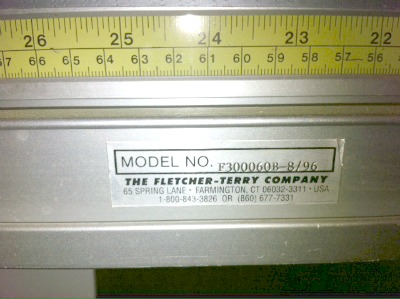 26 25 24 23 22
67 66 65 64 63 62 61 60 59 58 57 56
MODEL NO. F300060B-8/96
THE FLETCHER-TERRY COMPANY
65 SPRING LANE • FARMINGTON, CT 06032-3311 • USA
1-800-843-3826 OR (860) 677-7331